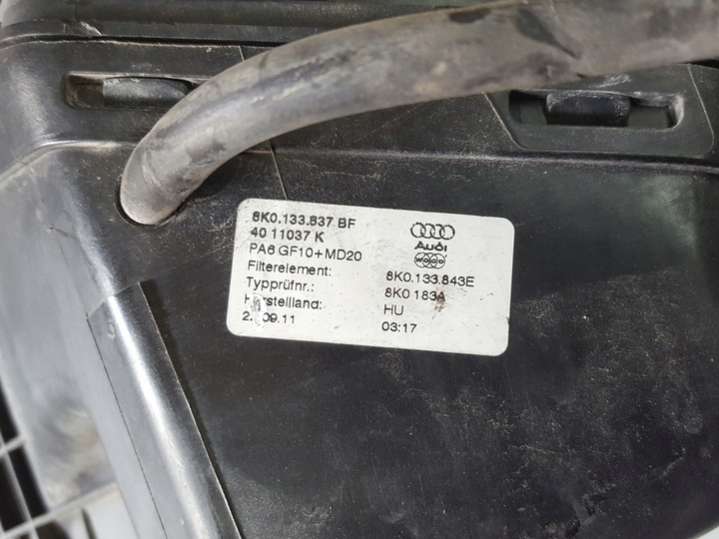 8K0.133.837 BF
40 11037 K
PA6 GF10+MD20
Audi
WOCO
Filterelement: 8K0.133.843E
Typprüfnr.: 8K0 183A
HU
03:17